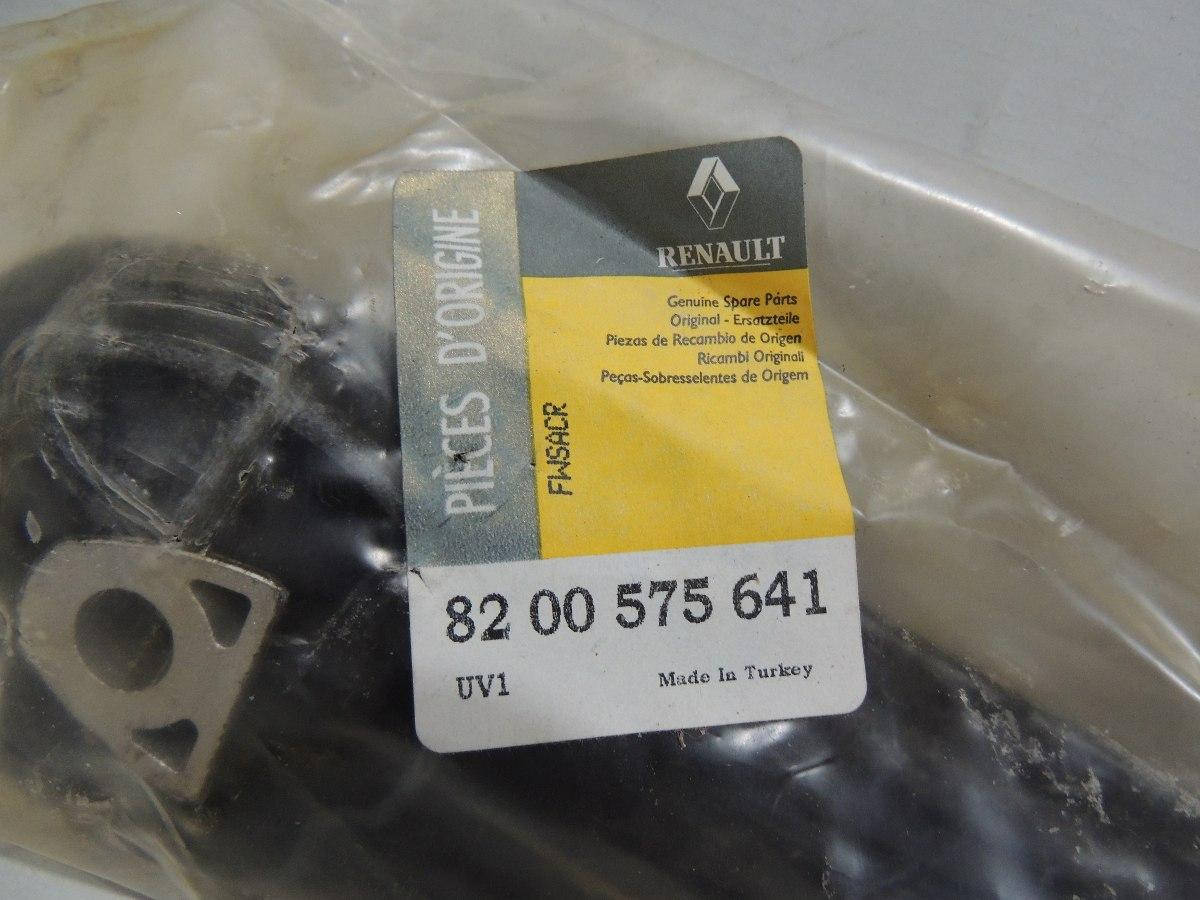 RENAULT
PIÈCES D'ORIGINE
Genuine Spare Parts
Original - Ersatzteile
Piezas de Recambio de Origen
Ricambi Originali
Peças-Sobresselentes de Origem
FWSACR
82 00 575 641
UV1
Made In Turkey